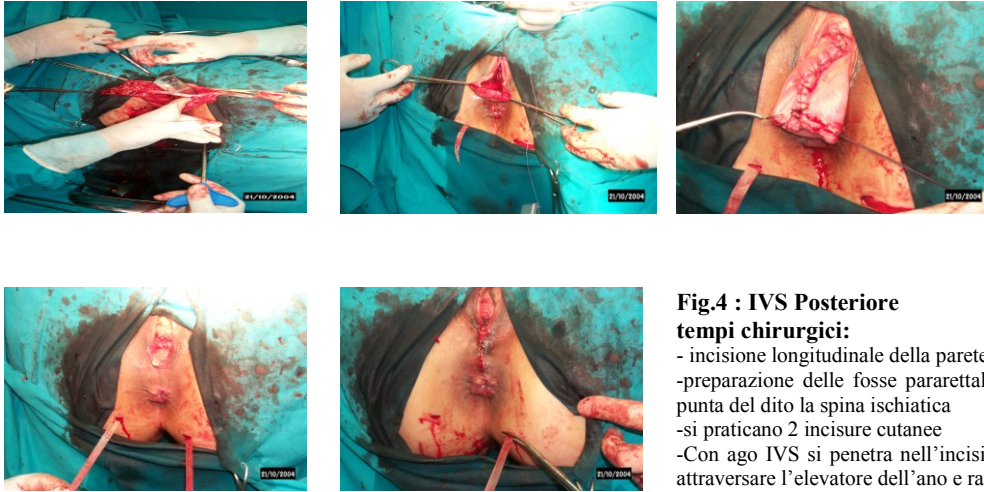 21/10/2004
21/10/2004
21/10/2004
21/10/2004
21/10/2004
Fig.4 : IVS Posteriore
tempi chirurgici:
- incisione longitudinale della parete
-preparazione delle fosse pararettal
punta del dito la spina ischiatica
-si praticano 2 incisure cutanee
-Con ago IVS si penetra nell’incisi
attraversare l’elevatore dell’ano e ra